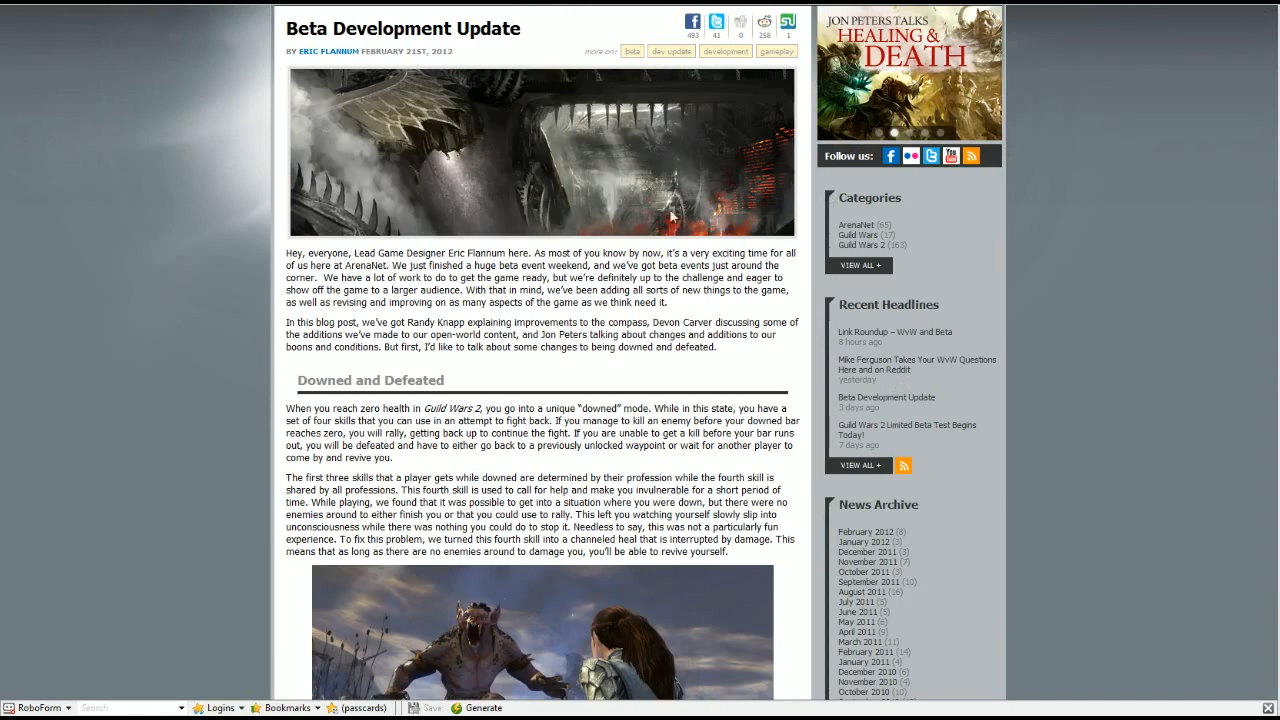 Beta Development Update
493 41 0 258 1
BY ERIC FLANNUM FEBRUARY 21ST, 2012
more on: beta dev update development gameplay
Hey, everyone, Lead Game Designer Eric Flannum here. As most of you know by now, it's a very exciting time for all
of us here at ArenaNet. We just finished a huge beta event weekend, and we've got beta events just around the
corner. We have a lot of work to do to get the game ready, but we're definitely up to the challenge and eager to
show off the game to a larger audience. With that in mind, we've been adding all sorts of new things to the game,
as well as revising and improving on as many aspects of the game as we think need it.
In this blog post, we've got Randy Knapp explaining improvements to the compass, Devon Carver discussing some of
the additions we've made to our open-world content, and Jon Peters talking about changes and additions to our
boons and conditions. But first, I'd like to talk about some changes to being downed and defeated.
Downed and Defeated
When you reach zero health in Guild Wars 2, you go into a unique "downed" mode. While in this state, you have a
set of four skills that you can use in an attempt to fight back. If you manage to kill an enemy before your downed bar
reaches zero, you will rally, getting back up to continue the fight. If you are unable to get a kill before your bar runs
out, you will be defeated and have to either go back to a previously unlocked waypoint or wait for another player to
come by and revive you.
The first three skills that a player gets while downed are determined by their profession while the fourth skill is
shared by all professions. This fourth skill is used to call for help and make you invulnerable for a short period of
time. While playing, we found that it was possible to get into a situation where you were down, but there were no
enemies around to either finish you or that you could use to rally. This left you watching yourself slowly slip into
unconsciousness while there was nothing you could do to stop it. Needless to say, this was not a particularly fun
experience. To fix this problem, we turned this fourth skill into a channeled heal that is interrupted by damage. This
means that as long as there are no enemies around to damage you, you'll be able to revive yourself.
JON PETERS TALKS
HEALING &
DEATH
Follow us:
Categories
ArenaNet (65)
Guild Wars (17)
Guild Wars 2 (163)
VIEW ALL +
Recent Headlines
Link Roundup – WvW and Beta
8 hours ago
Mike Ferguson Takes Your WvW Questions
Here and on Reddit
yesterday
Beta Development Update
3 days ago
Guild Wars 2 Limited Beta Test Begins
Today!
7 days ago
VIEW ALL +
News Archive
February 2012 (8)
January 2012 (3)
December 2011 (3)
November 2011 (7)
October 2011 (3)
September 2011 (10)
August 2011 (16)
July 2011 (5)
June 2011 (5)
May 2011 (6)
April 2011 (9)
March 2011 (11)
February 2011 (14)
January 2011 (4)
December 2010 (6)
November 2010 (4)
October 2010 (10)
RoboForm Search Logins Bookmarks (passcards) Save Generate